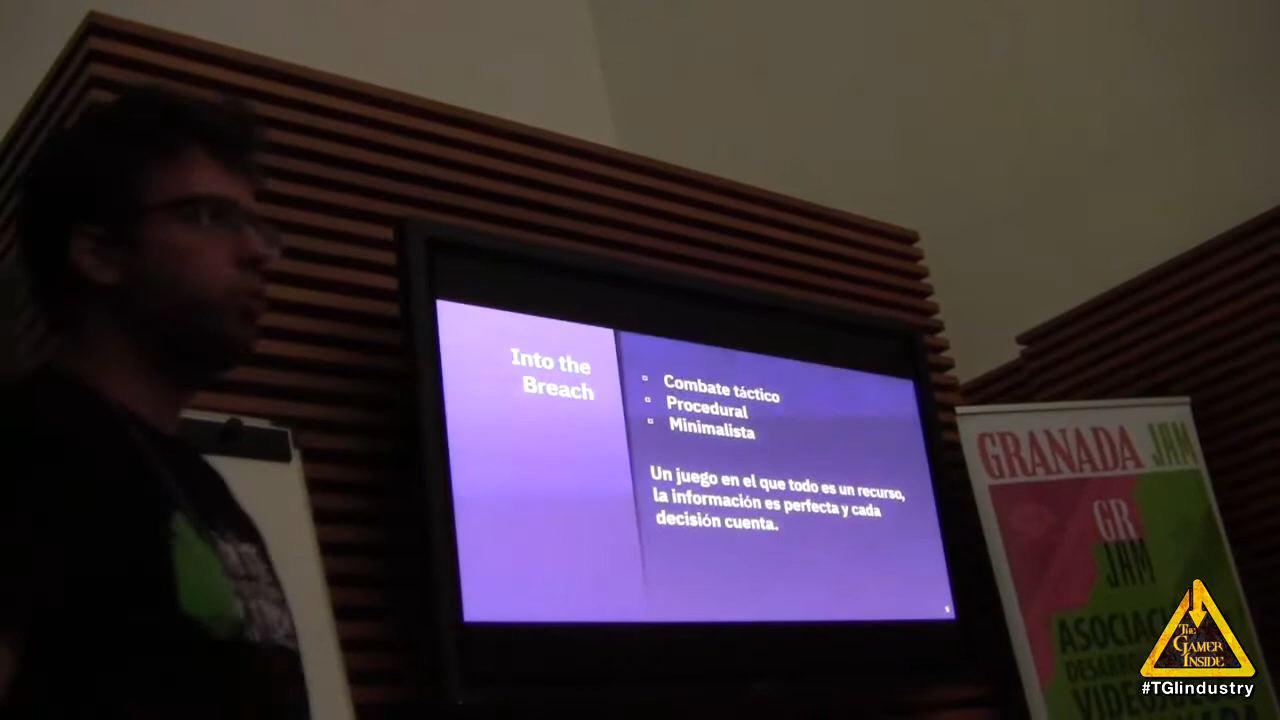 Into the
Breach
Combate táctico
Procedural
Minimalista
Un juego en el que todo es un recurso,
la información es perfecta y cada
decisión cuenta.
GRANADA JAM
GR
JAM
THE
GAMER
INSIDE
#TGIindustry